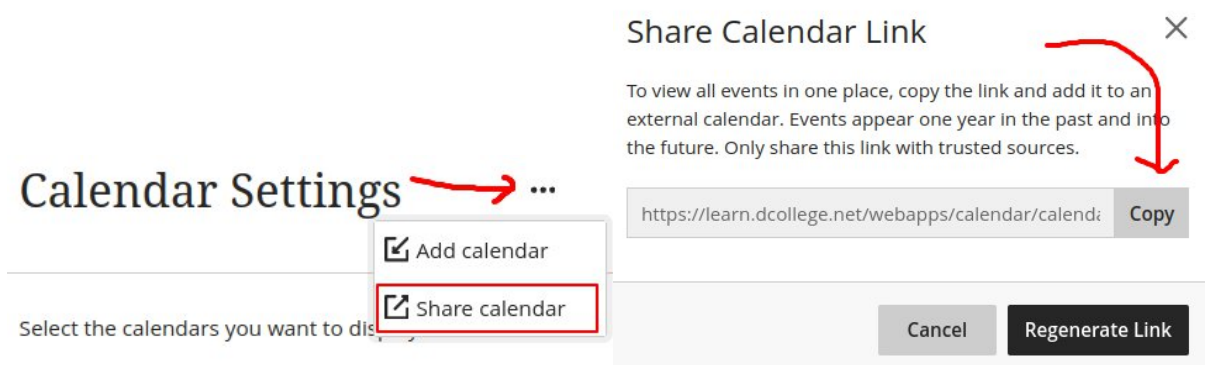 Calendar Settings
Add calendar
Share calendar
Select the calendars you want to
Share Calendar Link
To view all events in one place, copy the link and add it to an
external calendar. Events appear one year in the past and into
the future. Only share this link with trusted sources.
https://learn.dcollege.net/webapps/calendar/calenda
Copy
Cancel
Regenerate Link